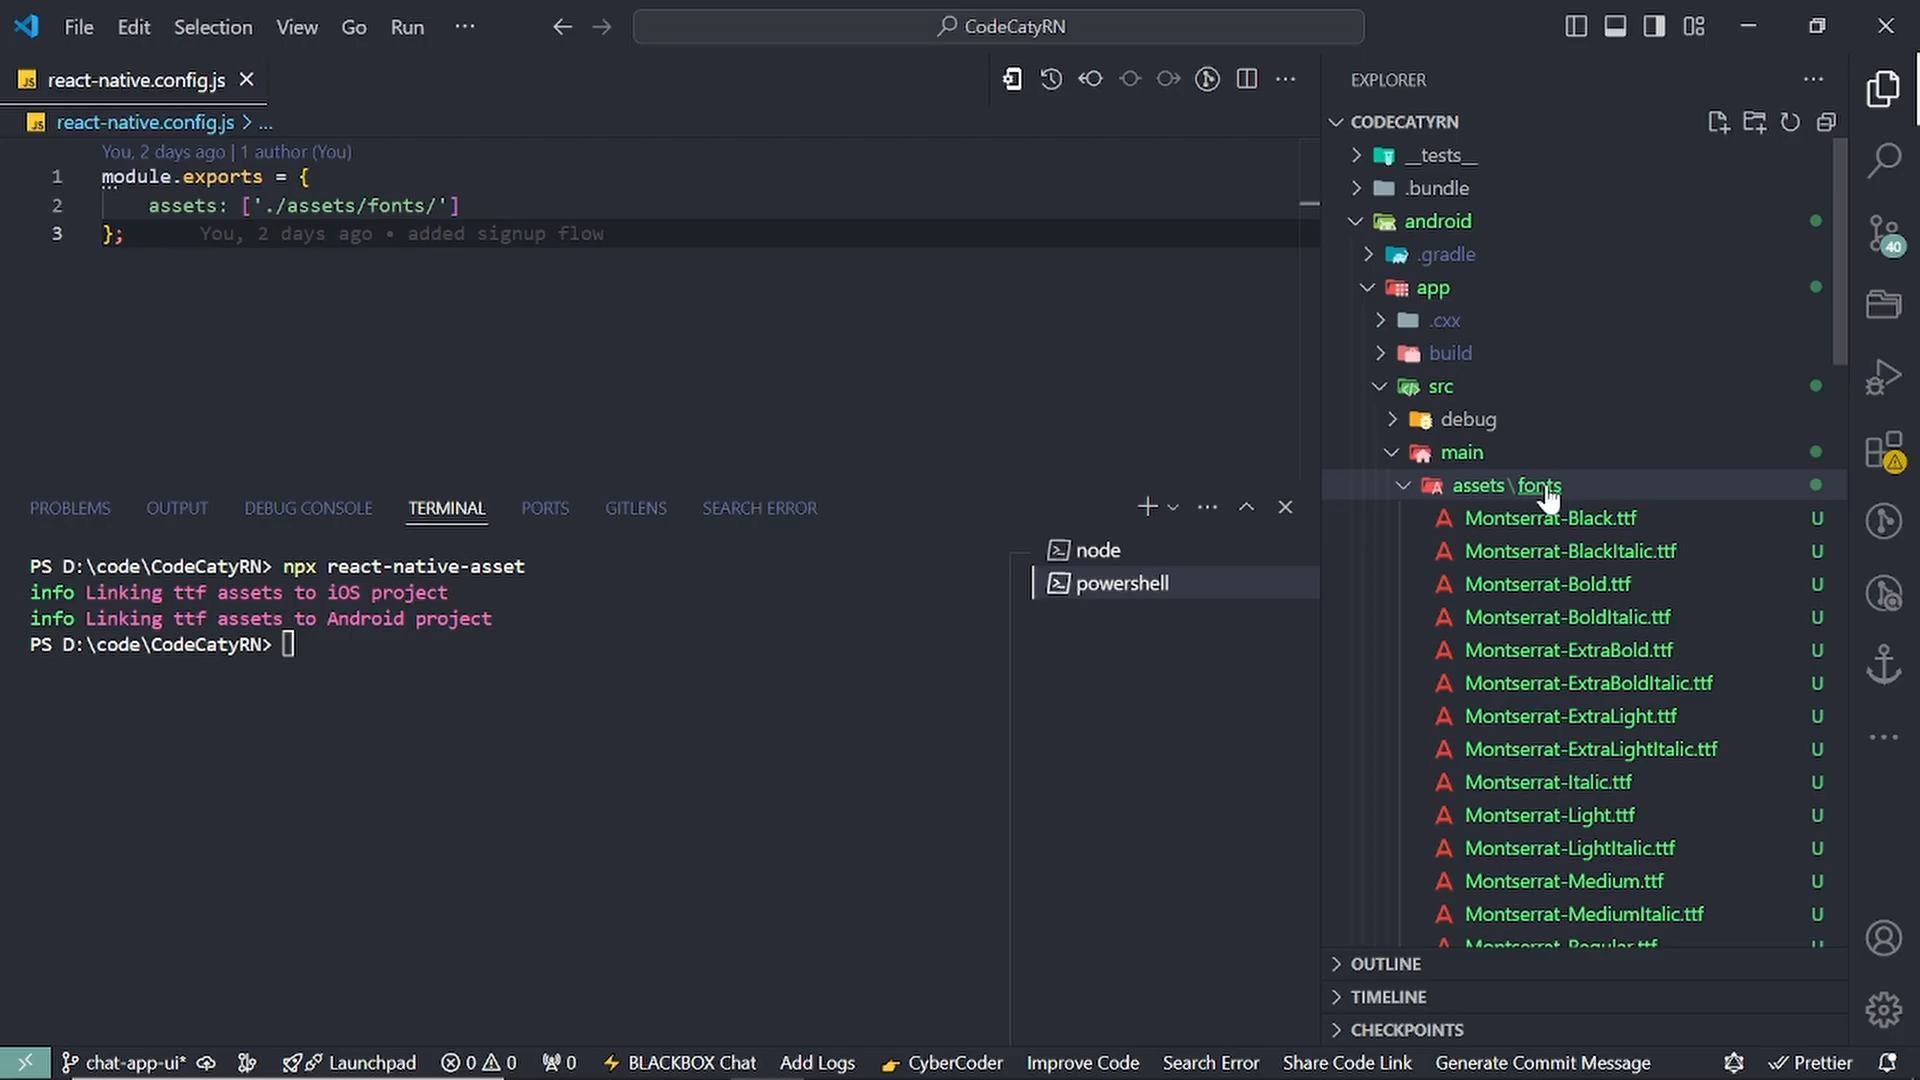 File Edit Selection View Go Run ···
CodeCatyRN
react-native.config.js
react-native.config.js > ...
You, 2 days ago | 1 author (You)
1 module.exports = {
2 assets: ['./assets/fonts/']
3 }; You, 2 days ago • added signup flow
PROBLEMS OUTPUT DEBUG CONSOLE TERMINAL PORTS GITLENS SEARCH ERROR
PS D:\code\CodeCatyRN> npx react-native-asset
info Linking ttf assets to iOS project
info Linking ttf assets to Android project
PS D:\code\CodeCatyRN>
node
powershell
EXPLORER
CODECATYRN
__tests__
.bundle
android
.gradle
app
.cxx
build
src
debug
main
assets\fonts
Montserrat-Black.ttf U
Montserrat-BlackItalic.ttf U
Montserrat-Bold.ttf U
Montserrat-BoldItalic.ttf U
Montserrat-ExtraBold.ttf U
Montserrat-ExtraBoldItalic.ttf U
Montserrat-ExtraLight.ttf U
Montserrat-ExtraLightItalic.ttf U
Montserrat-Italic.ttf U
Montserrat-Light.ttf U
Montserrat-LightItalic.ttf U
Montserrat-Medium.ttf U
Montserrat-MediumItalic.ttf U
Montserrat-Regular.ttf U
OUTLINE
TIMELINE
CHECKPOINTS
40
chat-app-ui* Launchpad 0 0 0 BLACKBOX Chat Add Logs CyberCoder Improve Code Search Error Share Code Link Generate Commit Message Prettier